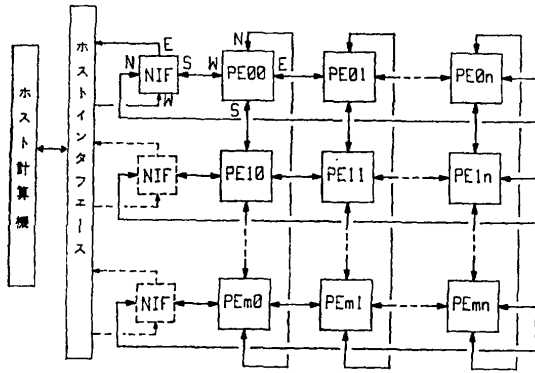 ホスト計算機
ホストインタフェース
E
N NIF S
W
W N PE00 E
S
PE01
PE0n
NIF
PE10
PE11
PE1n
NIF
PEm0
PEm1
PEmn